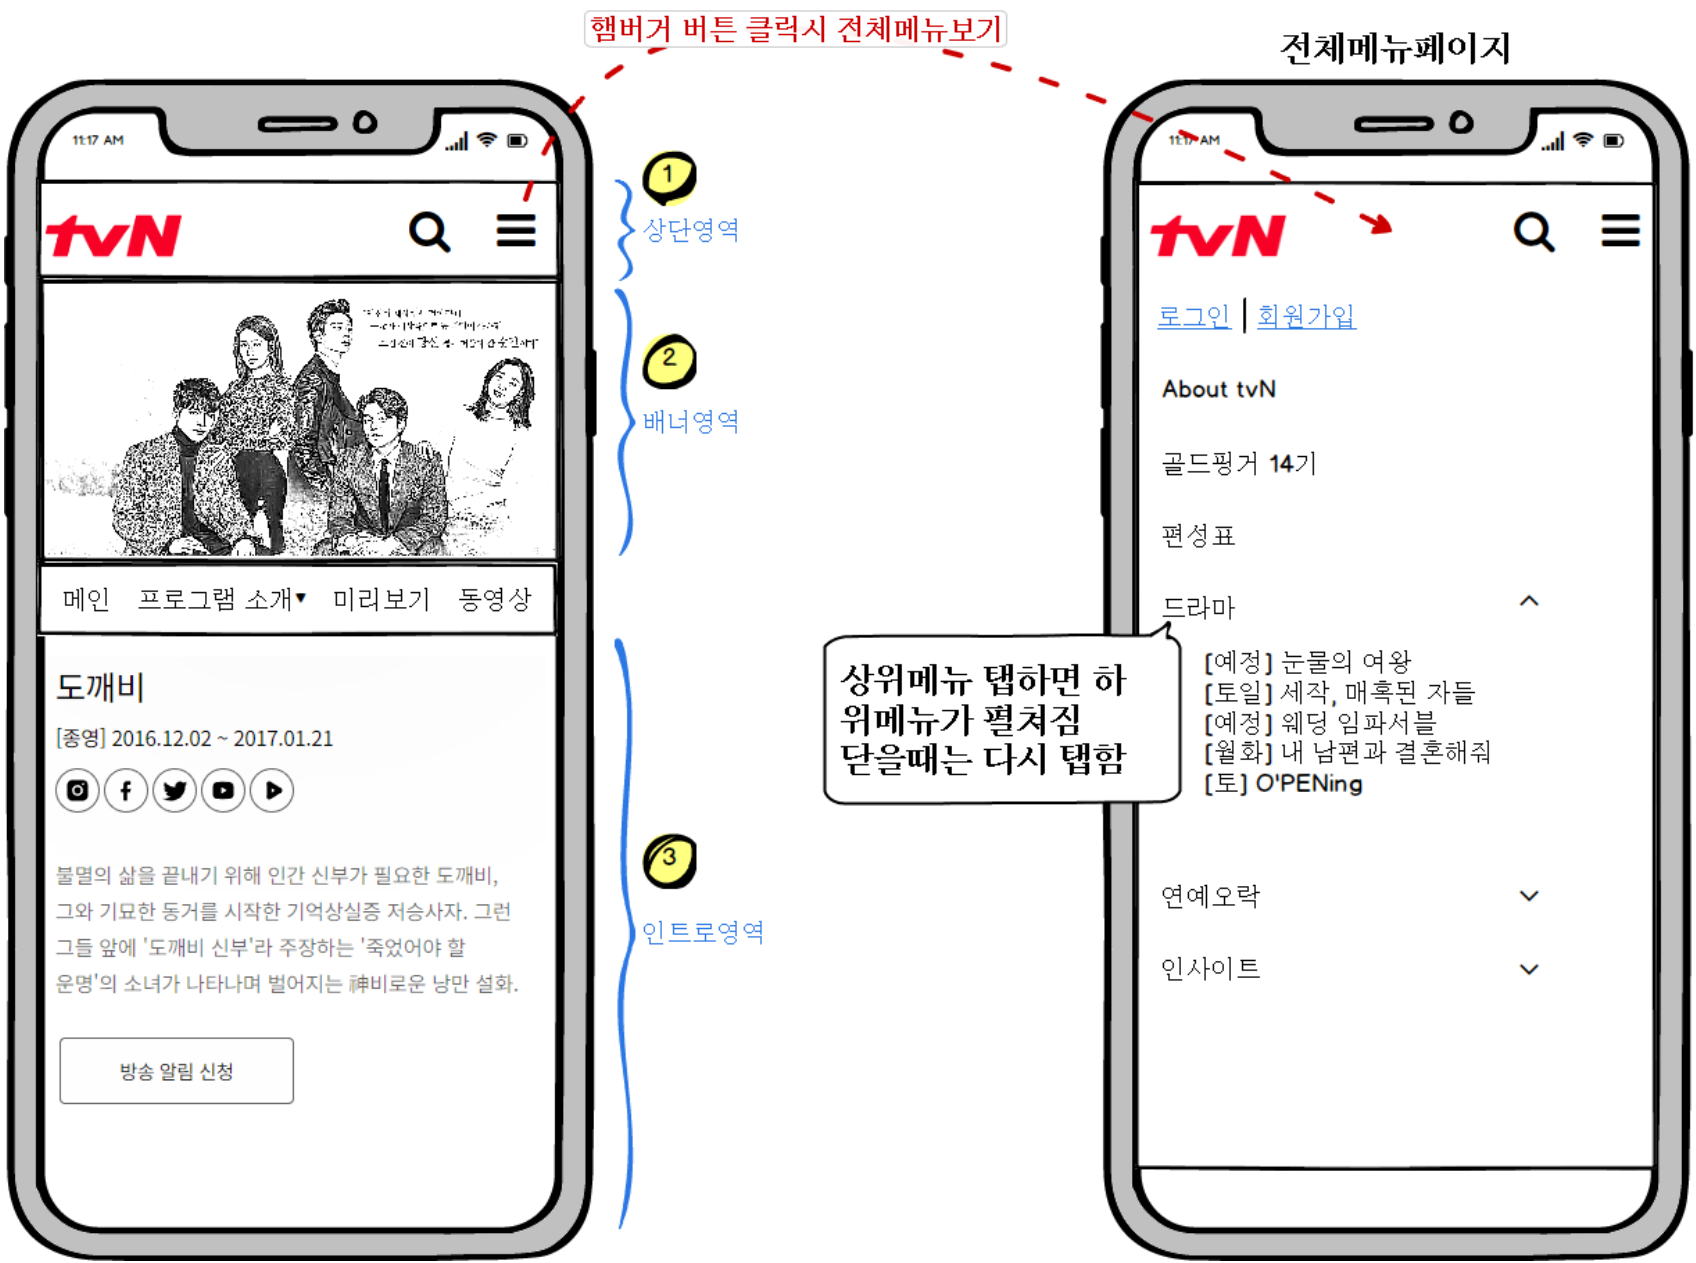 햄버거 버튼 클릭시 전체메뉴보기
전체메뉴페이지
11:17 AM
tvN
메인 프로그램 소개▼ 미리보기 동영상
도깨비
[종영] 2016.12.02 ~ 2017.01.21
불멸의 삶을 끝내기 위해 인간 신부가 필요한 도깨비,
그와 기묘한 동거를 시작한 기억상실증 저승사자. 그런
그들 앞에 '도깨비 신부'라 주장하는 '죽었어야 할
운명'의 소녀가 나타나며 벌어지는 神비로운 낭만 설화.
방송 알림 신청
1
상단영역
2
배너영역
3
인트로영역
11:17 AM
tvN
로그인 | 회원가입
About tvN
골드핑거 14기
편성표
드라마
[예정] 눈물의 여왕
[토일] 세작, 매혹된 자들
[예정] 웨딩 임파서블
[월화] 내 남편과 결혼해줘
[토] O'PENing
연예오락
인사이트
상위메뉴 탭하면 하
위메뉴가 펼쳐짐
닫을때는 다시 탭함